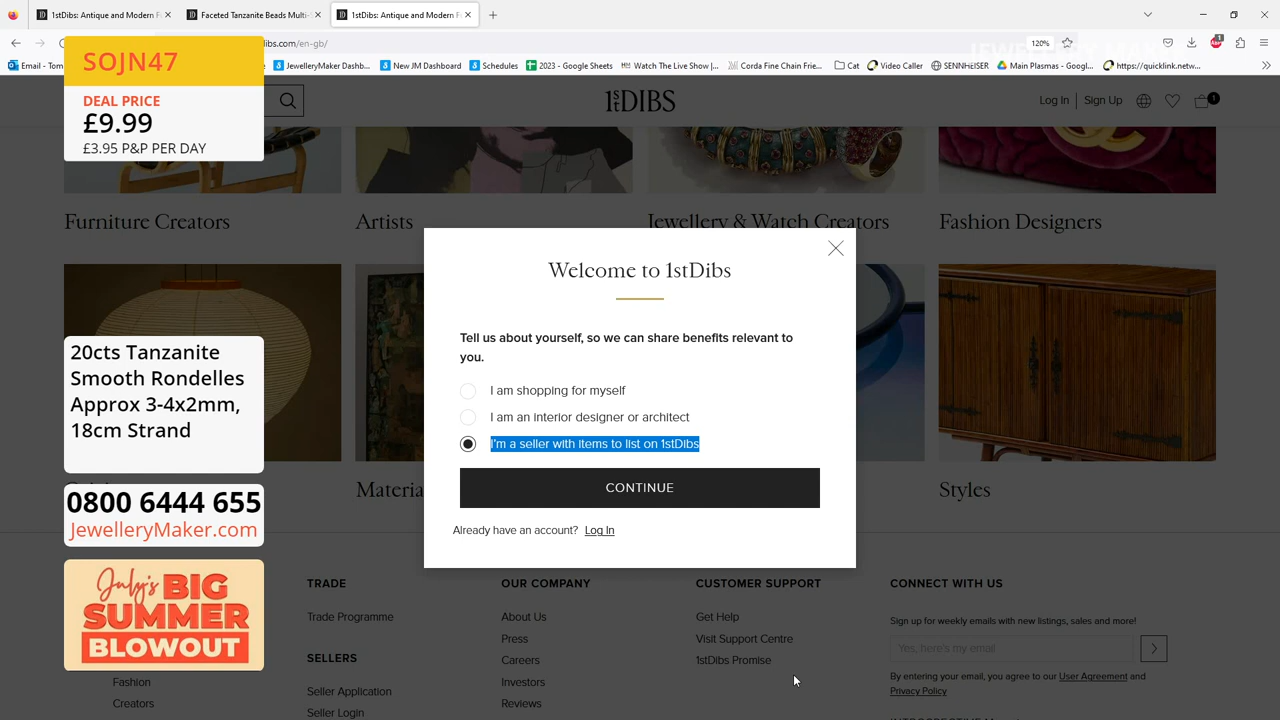 1stDibs: Antique and Modern F
Faceted Tanzanite Beads Multi-
1stDibs: Antique and Modern F
dibs.com/en-gb/
120%
Email - Tom
JewelleryMaker Dashb...
New JM Dashboard
Schedules
2023 - Google Sheets
Watch The Live Show |...
Corda Fine Chain Frie...
Cat
Video Caller
SENNHEISER
Main Plasmas - Googl...
https://quicklink.netw...
SOJN47
DEAL PRICE
£9.99
£3.95 P&P PER DAY
1STDIBS
Log In
Sign Up
1
Furniture Creators
Artists
Jewellery & Watch Creators
Fashion Designers
Welcome to 1stDibs
Tell us about yourself, so we can share benefits relevant to
you.
I am shopping for myself
I am an interior designer or architect
I'm a seller with items to list on 1stDibs
CONTINUE
Already have an account? Log In
20cts Tanzanite
Smooth Rondelles
Approx 3-4x2mm,
18cm Strand
Materia
Styles
0800 6444 655
JewelleryMaker.com
July's BIG
SUMMER
BLOWOUT
Fashion
Creators
TRADE
Trade Programme
SELLERS
Seller Application
Seller Login
OUR COMPANY
About Us
Press
Careers
Investors
Reviews
CUSTOMER SUPPORT
Get Help
Visit Support Centre
1stDibs Promise
CONNECT WITH US
Sign up for weekly emails with new listings, sales and more!
Yes, here's my email
By entering your email, you agree to our User Agreement and
Privacy Policy